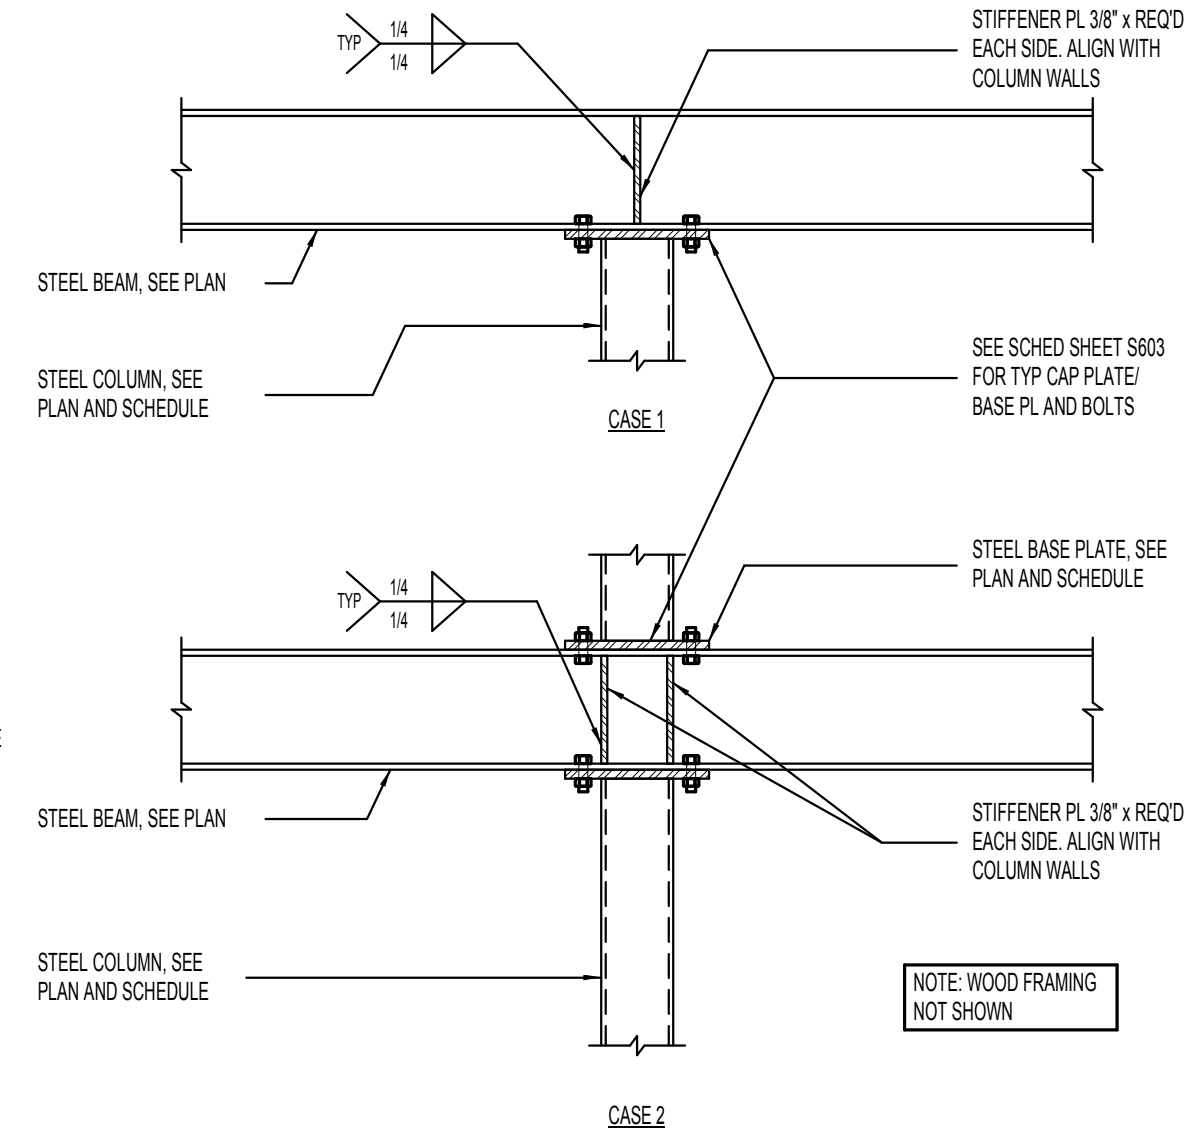 TYP
1/4
1/4
STIFFENER PL 3/8" x REQ'D
EACH SIDE. ALIGN WITH
COLUMN WALLS
STEEL BEAM, SEE PLAN
STEEL COLUMN, SEE
PLAN AND SCHEDULE
SEE SCHED SHEET S603
FOR TYP CAP PLATE/
BASE PL AND BOLTS
CASE 1
STEEL BASE PLATE, SEE
PLAN AND SCHEDULE
TYP
1/4
1/4
STEEL BEAM, SEE PLAN
STIFFENER PL 3/8" x REQ'D
EACH SIDE. ALIGN WITH
COLUMN WALLS
STEEL COLUMN, SEE
PLAN AND SCHEDULE
NOTE: WOOD FRAMING
NOT SHOWN
CASE 2